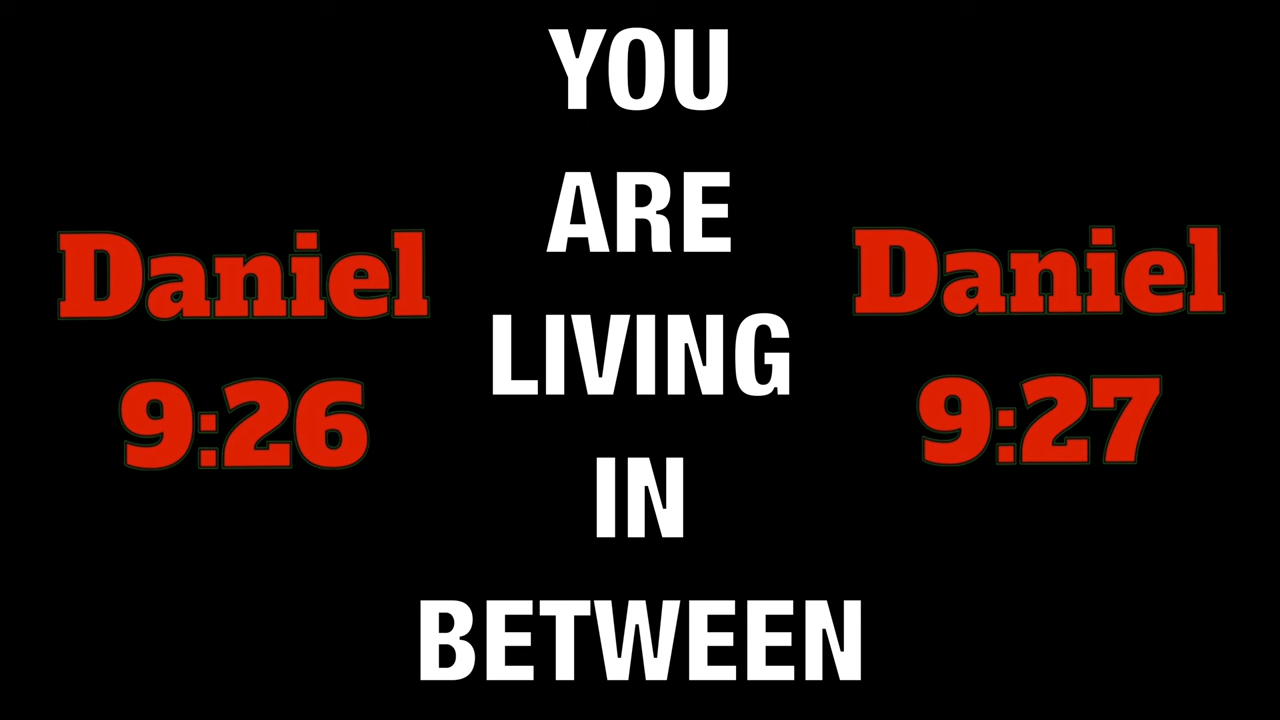 Daniel
9:26
YOU
ARE
LIVING
IN
BETWEEN
Daniel
9:27